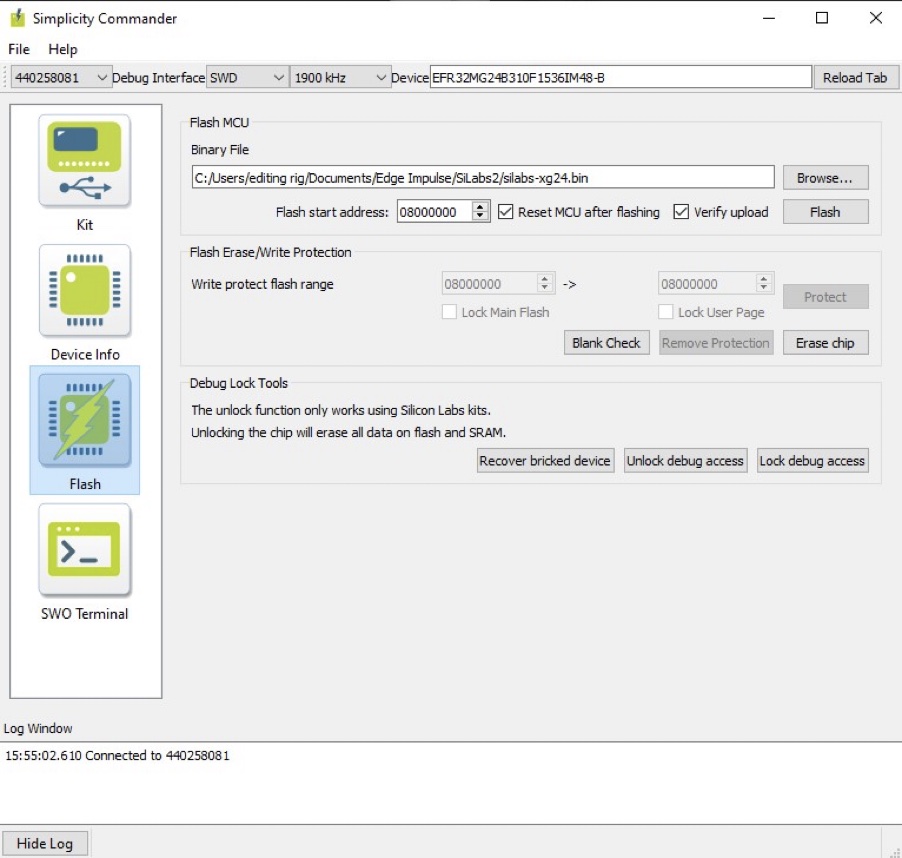 Simplicity Commander
File Help
440258081 Debug Interface SWD 1900 kHz Device EFR32MG24B310F1536IM48-B Reload Tab
Kit
Device Info
Flash
SWO Terminal
Flash MCU
Binary File
C:/Users/editing rig/Documents/Edge Impulse/SiLabs2/silabs-xg24.bin Browse...
Flash start address: 08000000 Reset MCU after flashing Verify upload Flash
Flash Erase/Write Protection
Write protect flash range 08000000 -> 08000000 Protect
Lock Main Flash Lock User Page
Blank Check Remove Protection Erase chip
Debug Lock Tools
The unlock function only works using Silicon Labs kits.
Unlocking the chip will erase all data on flash and SRAM.
Recover bricked device Unlock debug access Lock debug access
Log Window
15:55:02.610 Connected to 440258081
Hide Log